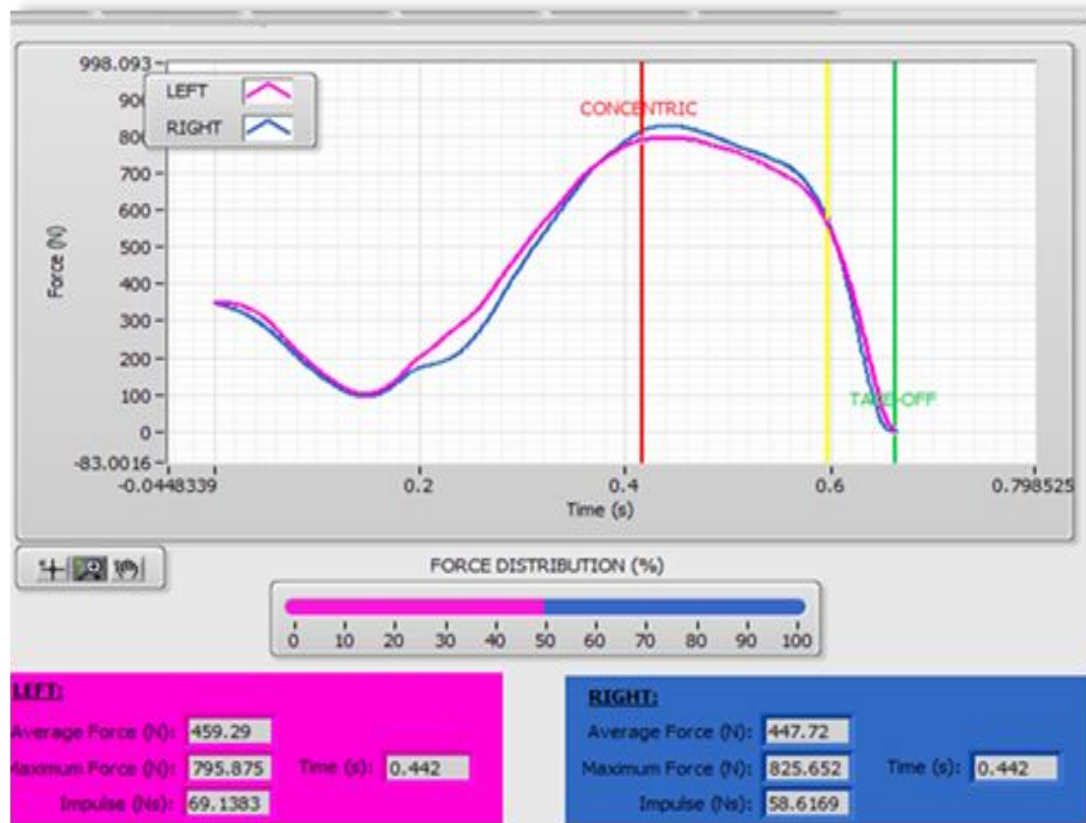 998.093
LEFT
RIGHT
CONCENTRIC
700
600
500
400
300
200
100
0
-83.0016
Force (N)
TAKE-OFF
-0.0448339 0.2 0.4 0.6 0.798525
Time (s)
FORCE DISTRIBUTION (%)
0 10 20 30 40 50 60 70 80 90 100
LEFT:
Average Force (N): 459.29
Maximum Force (N): 795.875 Time (s): 0.442
Impulse (Ns): 69.1383
RIGHT:
Average Force (N): 447.72
Maximum Force (N): 825.652 Time (s): 0.442
Impulse (Ns): 58.6169